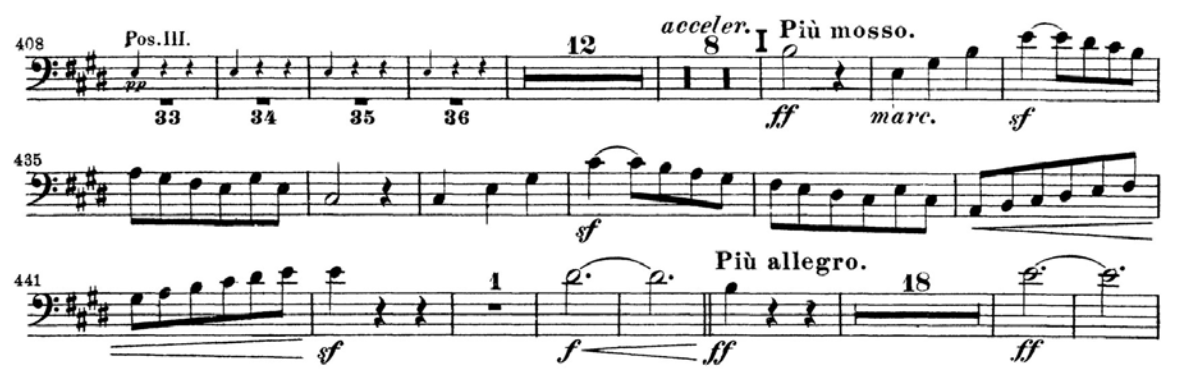 acceler.
408 Pos.III. 12 8 I Più mosso.
pp ff marc. sf
33 34 35 36
435
sf
Più allegro.
441 1 18
sf f ff ff